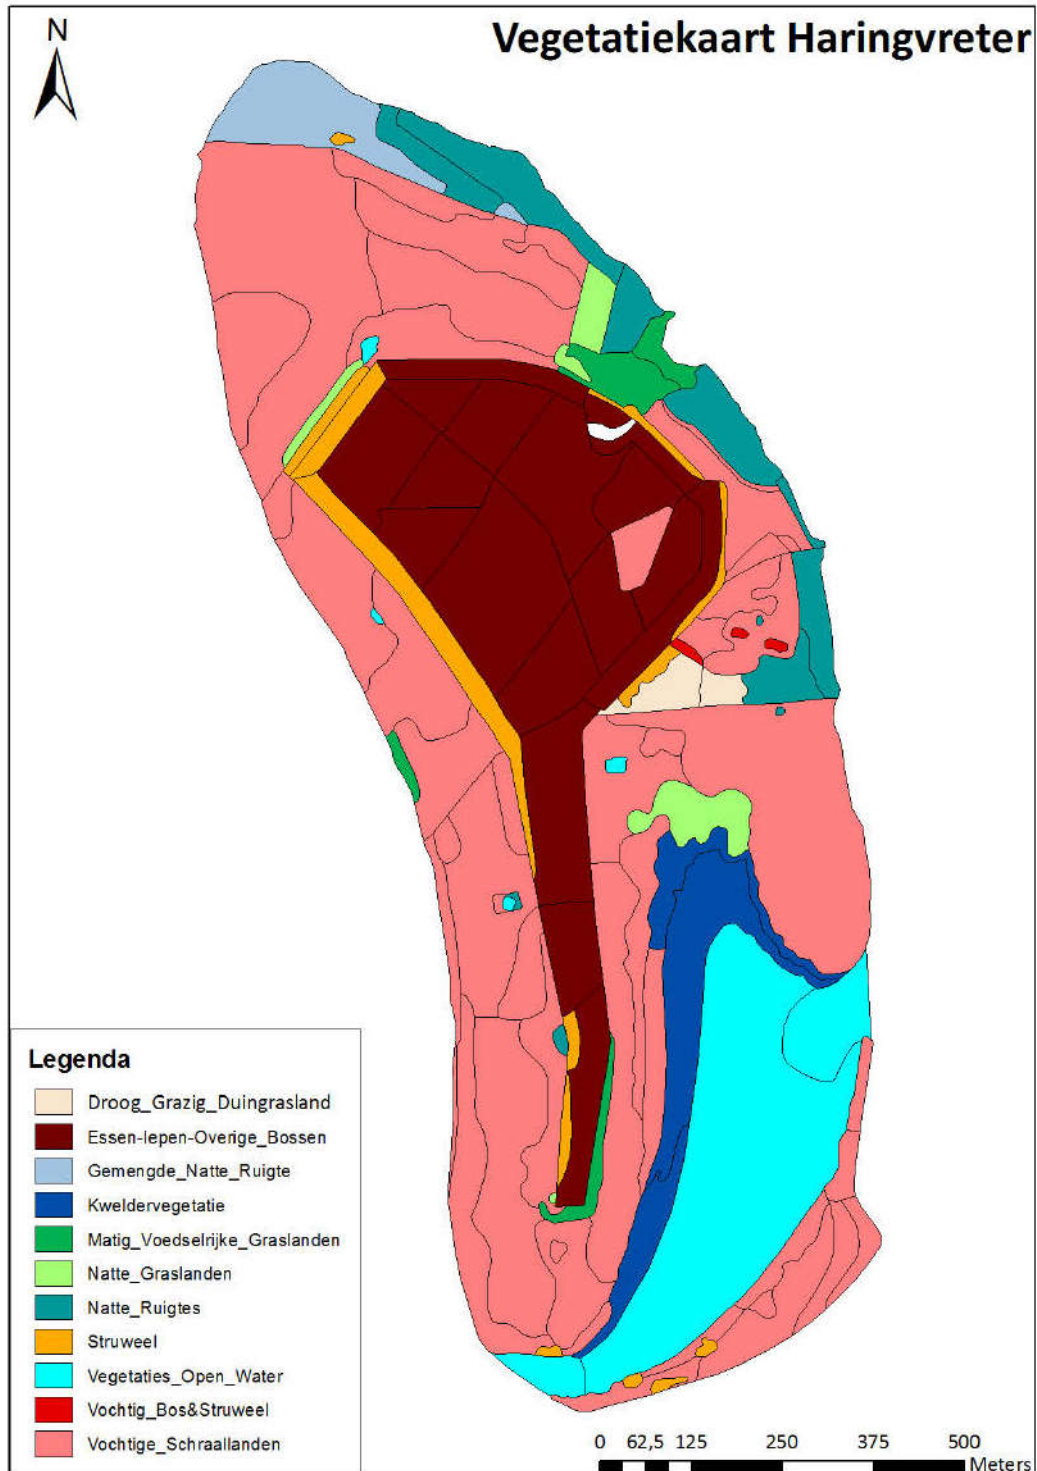 Vegetatiekaart Haringvreter
N
Legenda
Droog_Grazig_Duingrasland
Essen-Iepen-Overige_Bossen
Gemengde_Natte_Ruigte
Kweldervegetatie
Matig_Voedselrijke_Graslanden
Natte_Graslanden
Natte_Ruigtes
Struweel
Vegetaties_Open_Water
Vochtig_Bos&Struweel
Vochtige_Schraallanden
0 62,5 125 250 375 500
Meters